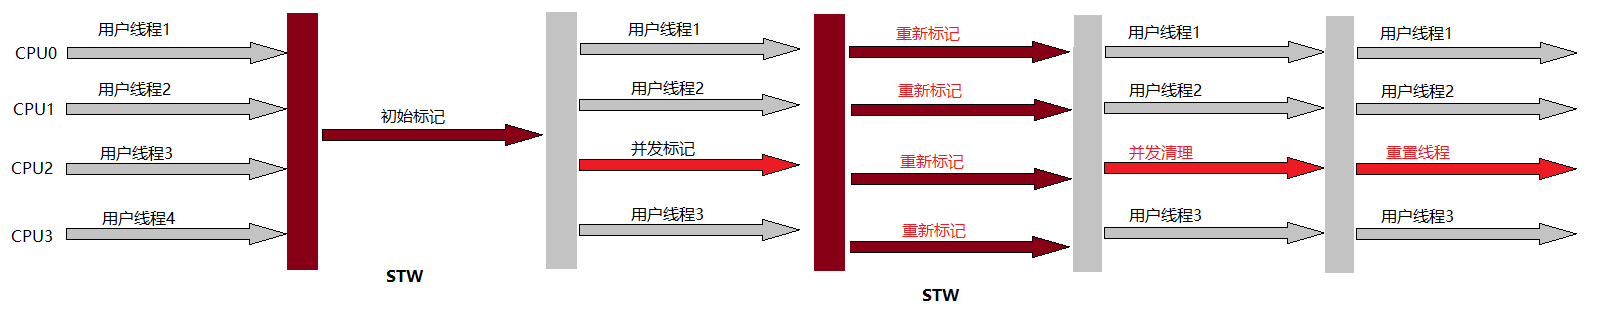 CPU0
用户线程1
CPU1
用户线程2
CPU2
用户线程3
CPU3
用户线程4
初始标记
STW
用户线程1
用户线程2
并发标记
用户线程3
重新标记
重新标记
重新标记
重新标记
STW
用户线程1
用户线程2
并发清理
用户线程3
用户线程1
用户线程2
重置线程
用户线程3